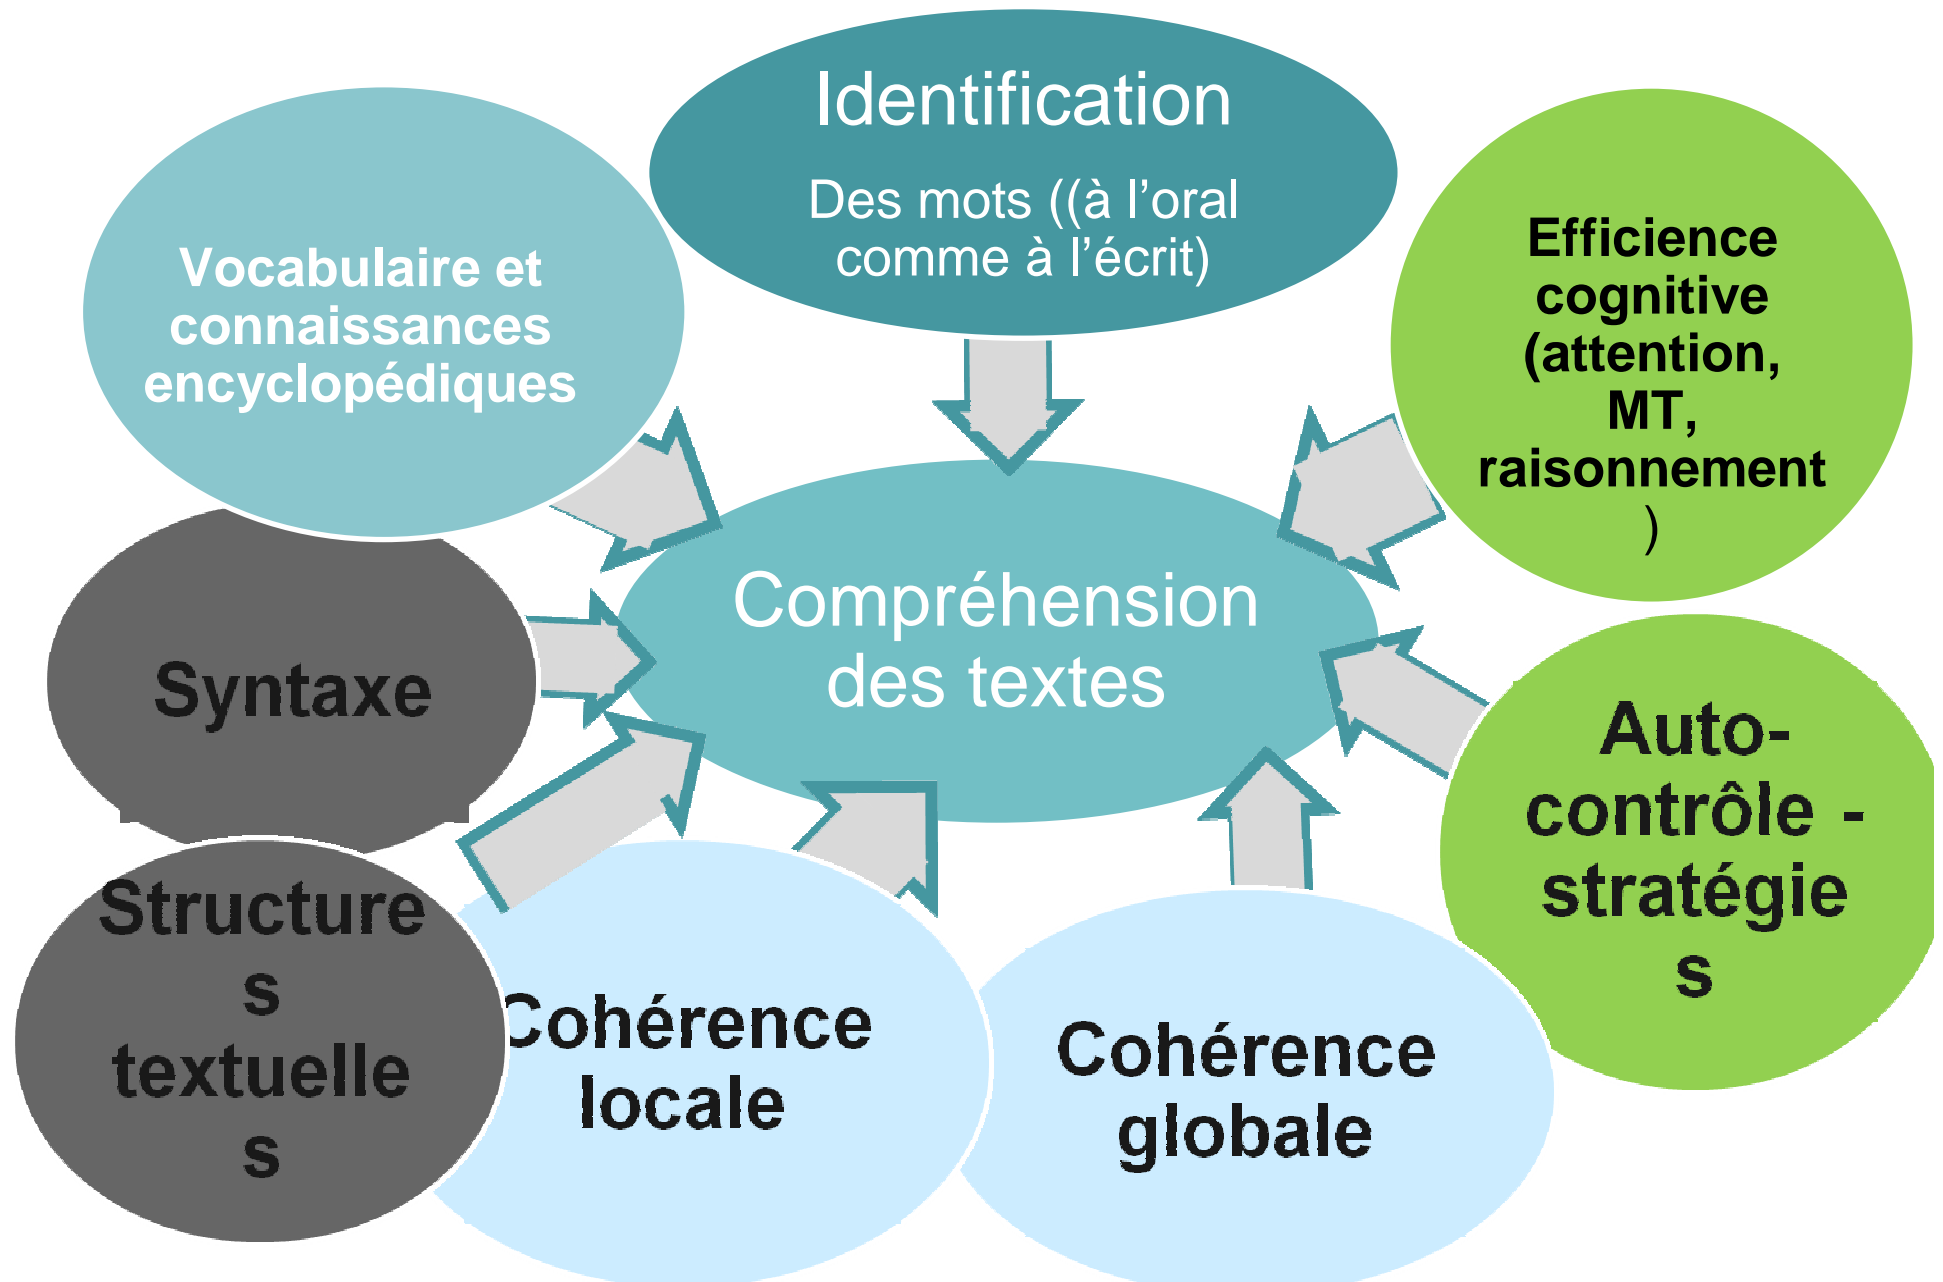 Identification
Des mots ((à l’oral
comme à l’écrit)
Vocabulaire et
connaissances
encyclopédiques
Efficience
cognitive
(attention,
MT,
raisonnement
)
Compréhension
des textes
Syntaxe
Auto-
contrôle -
stratégie
s
Structure
s
textuelle
s
Cohérence
locale
Cohérence
globale